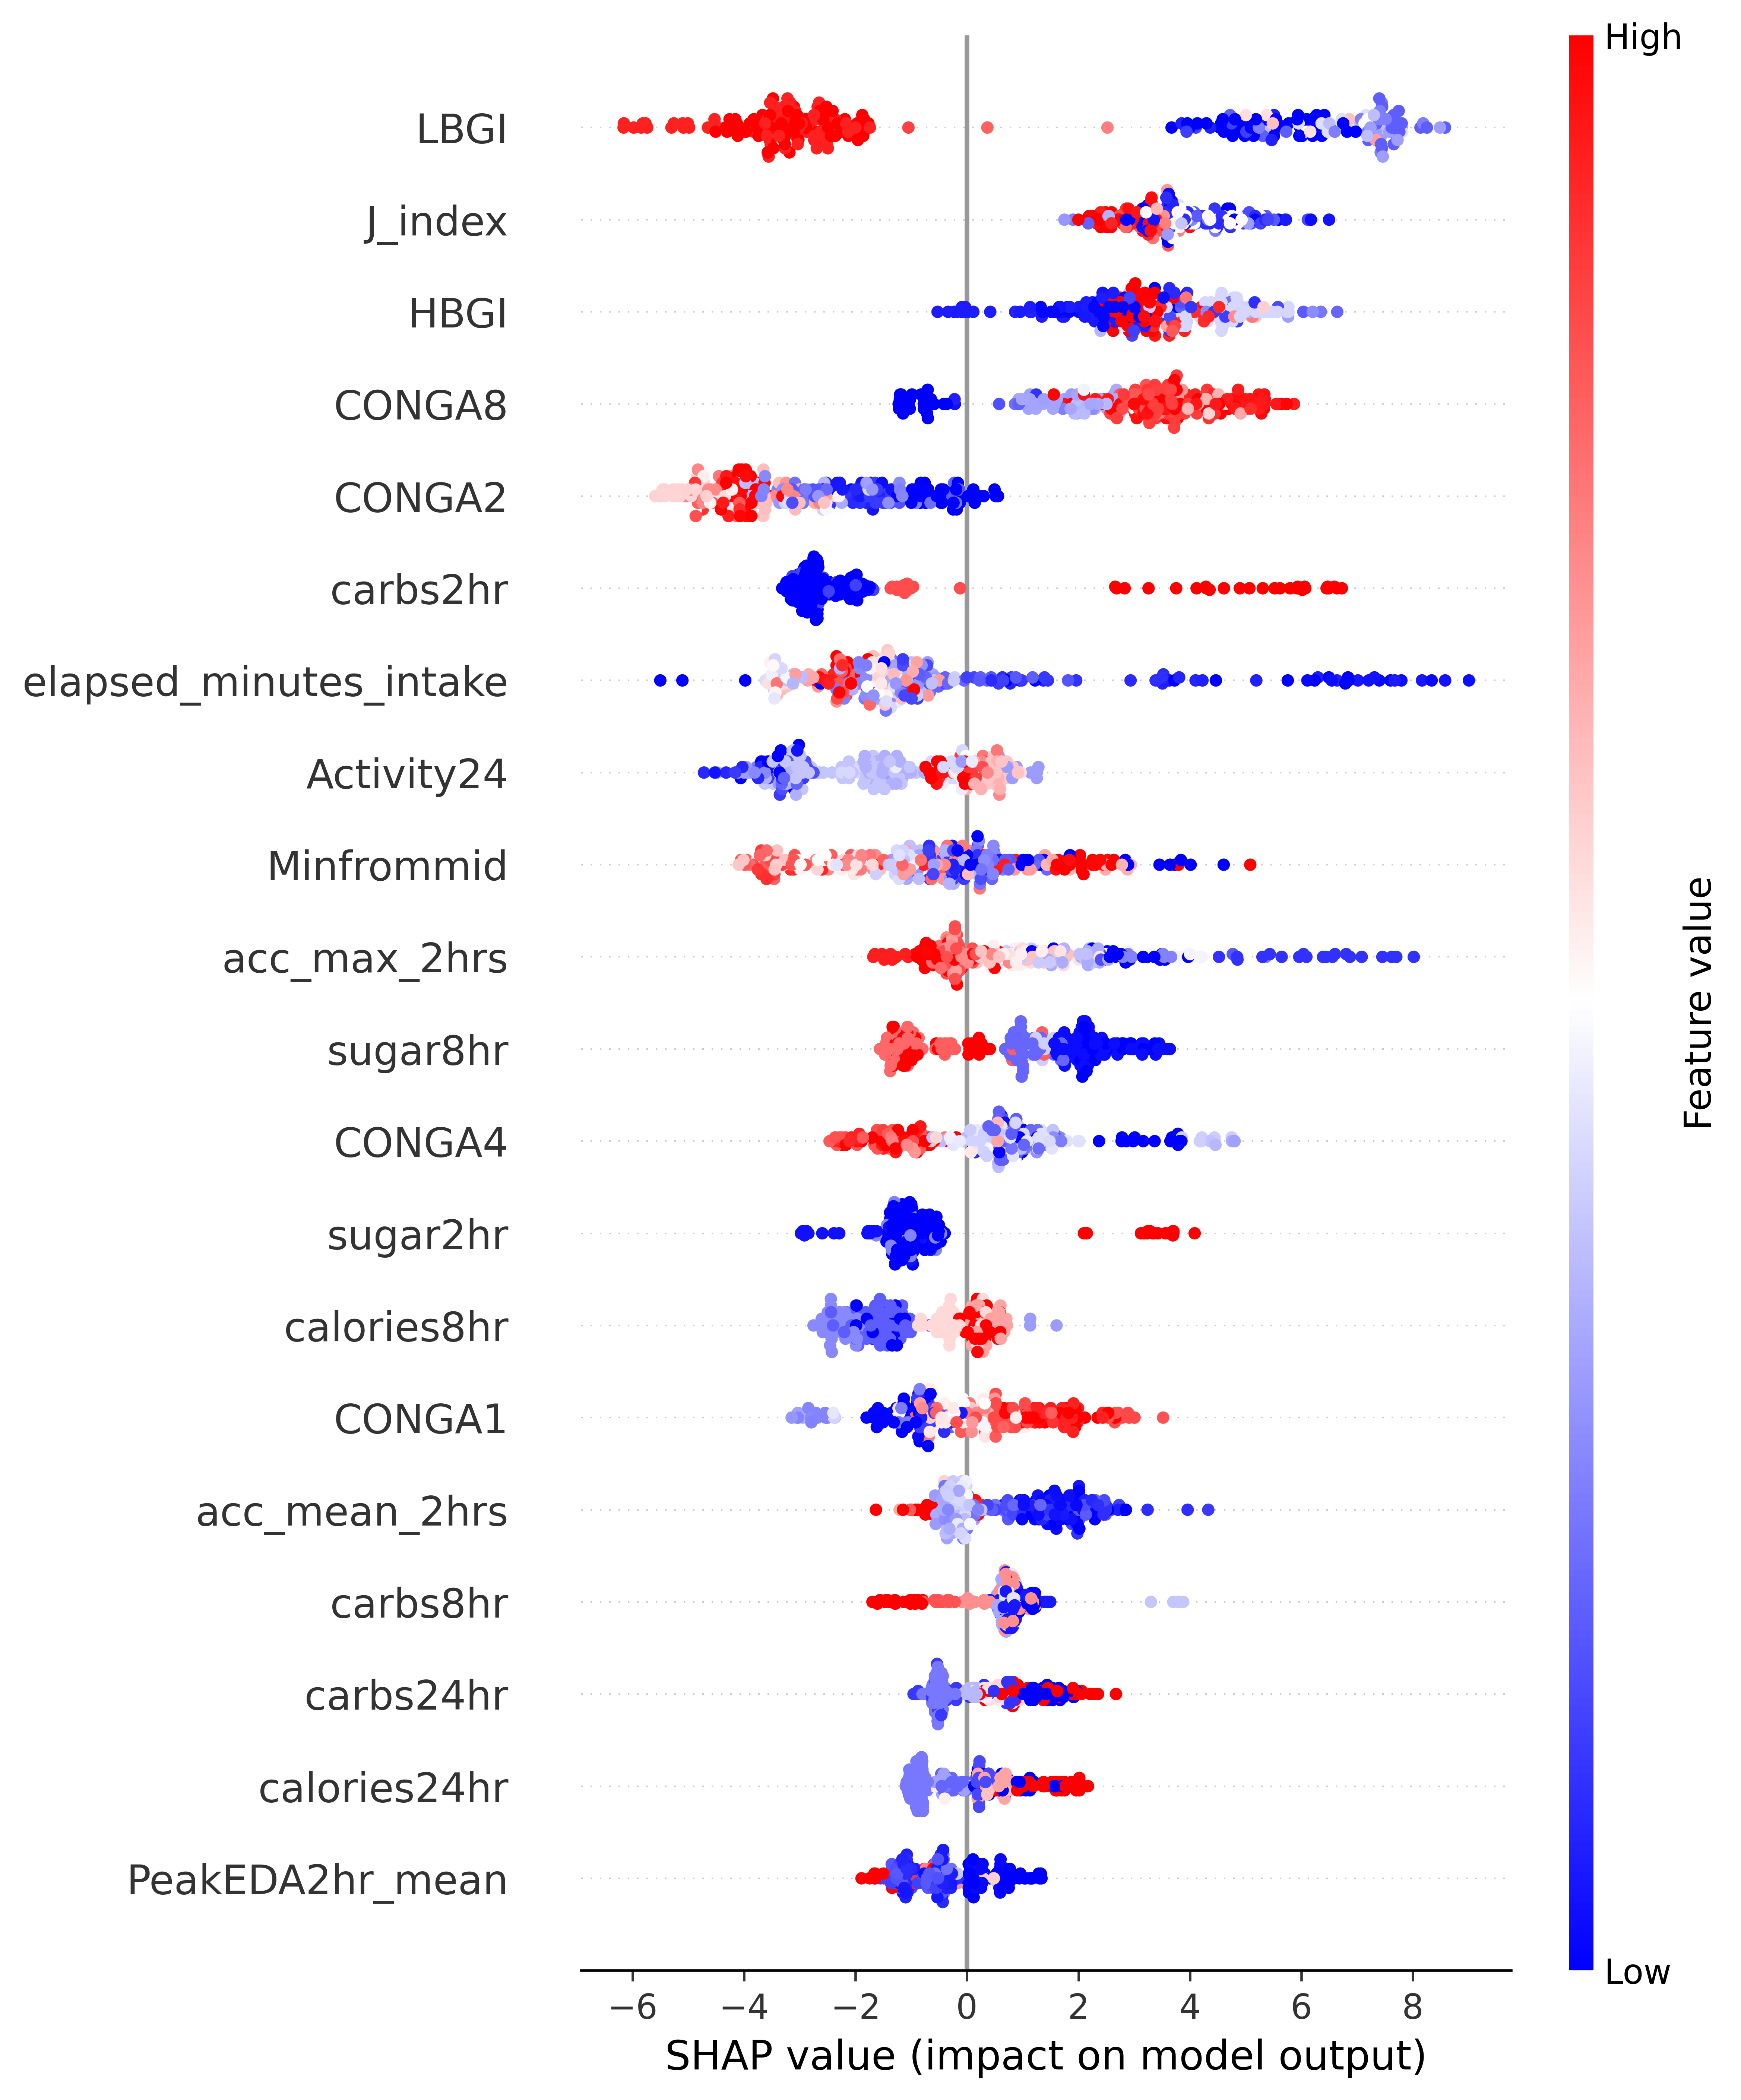 High
LBGI
J_index
HBGI
CONGA8
CONGA2
carbs2hr
elapsed_minutes_intake
Activity24
Minfrommid
acc_max_2hrs
sugar8hr
CONGA4
sugar2hr
calories8hr
CONGA1
acc_mean_2hrs
carbs8hr
carbs24hr
calories24hr
PeakEDA2hr_mean
Feature value
Low
−6 −4 −2 0 2 4 6 8
SHAP value (impact on model output)